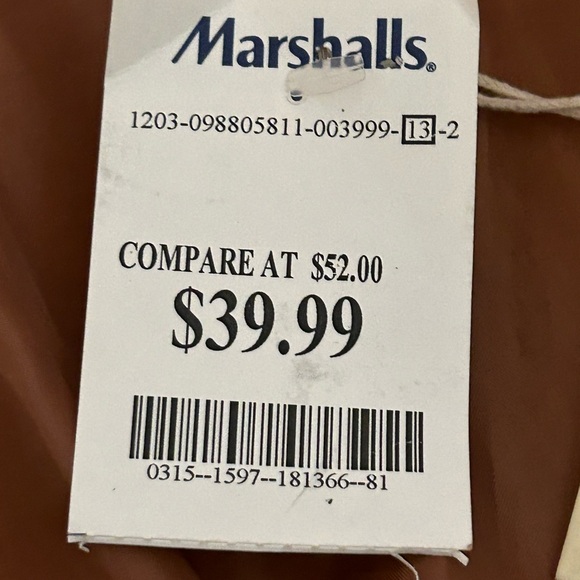 Marshalls®
1203-098805811-003999-13-2
COMPARE AT $52.00
$39.99
0315--1597--181366--81